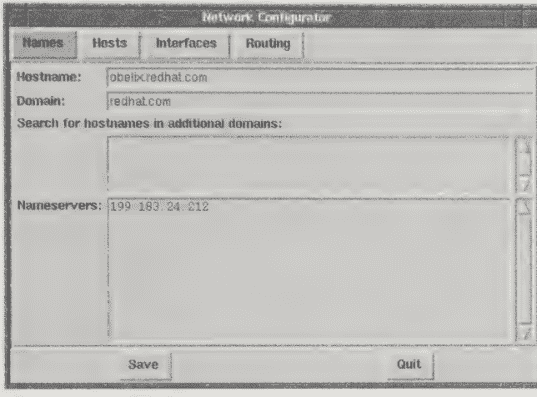 Network Configurator
Names Hosts Interfaces Routing
Hostname: obelix.redhat.com
Domain: redhat.com
Search for hostnames in additional domains:
Nameservers: 199.183.24.212
Save Quit